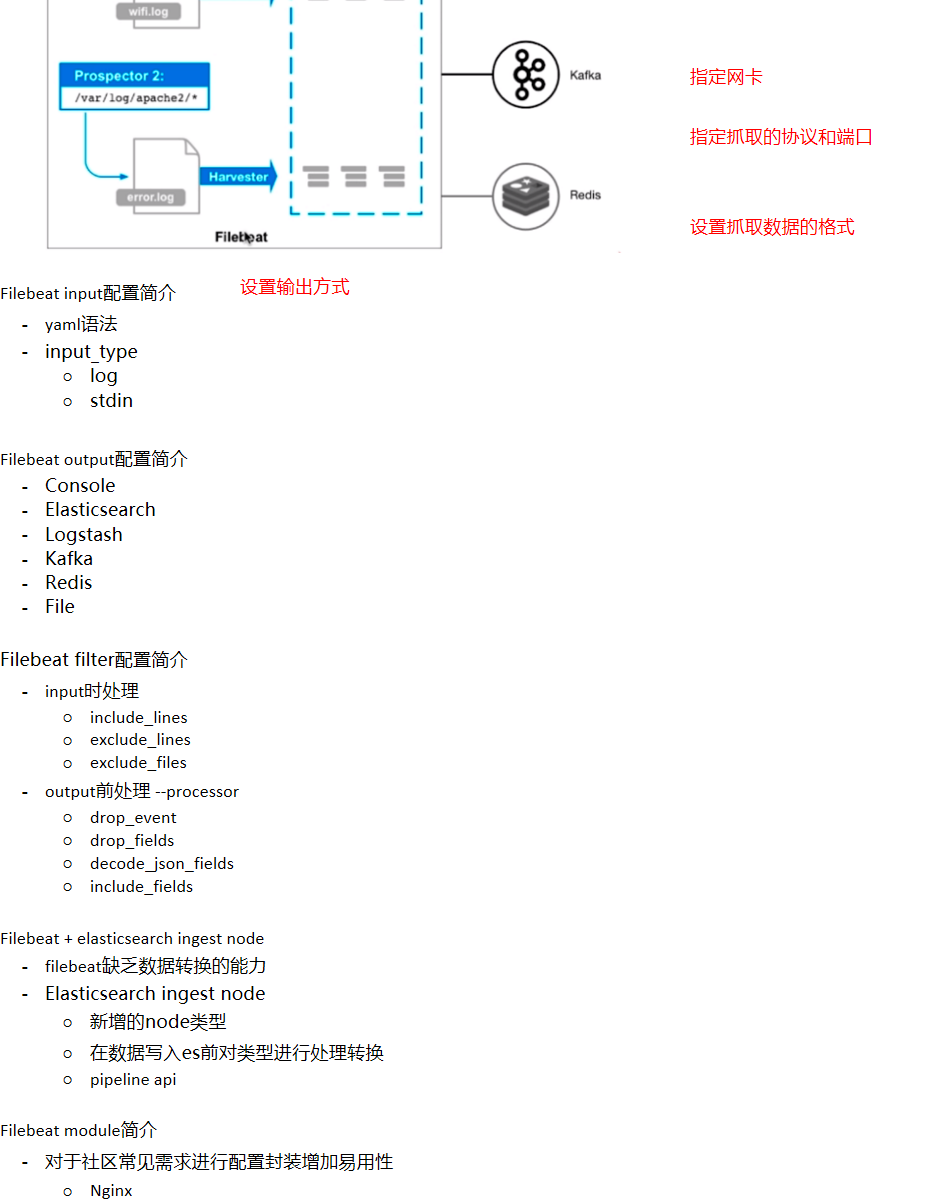 wifi.log
Prospector 2:
/var/log/apache2/*
Kafka
指定网卡
指定抓取的协议和端口
Harvester
error.log
Redis
设置抓取数据的格式
Filebeat
设置输出方式
Filebeat input配置简介
- yaml语法
- input_type
○ log
○ stdin
Filebeat output配置简介
- Console
- Elasticsearch
- Logstash
- Kafka
- Redis
- File
Filebeat filter配置简介
- input时处理
○ include_lines
○ exclude_lines
○ exclude_files
- output前处理 --processor
○ drop_event
○ drop_fields
○ decode_json_fields
○ include_fields
Filebeat + elasticsearch ingest node
- filebeat缺乏数据转换的能力
- Elasticsearch ingest node
○ 新增的node类型
○ 在数据写入es前对类型进行处理转换
○ pipeline api
Filebeat module简介
- 对于社区常见需求进行配置封装增加易用性
○ Nginx